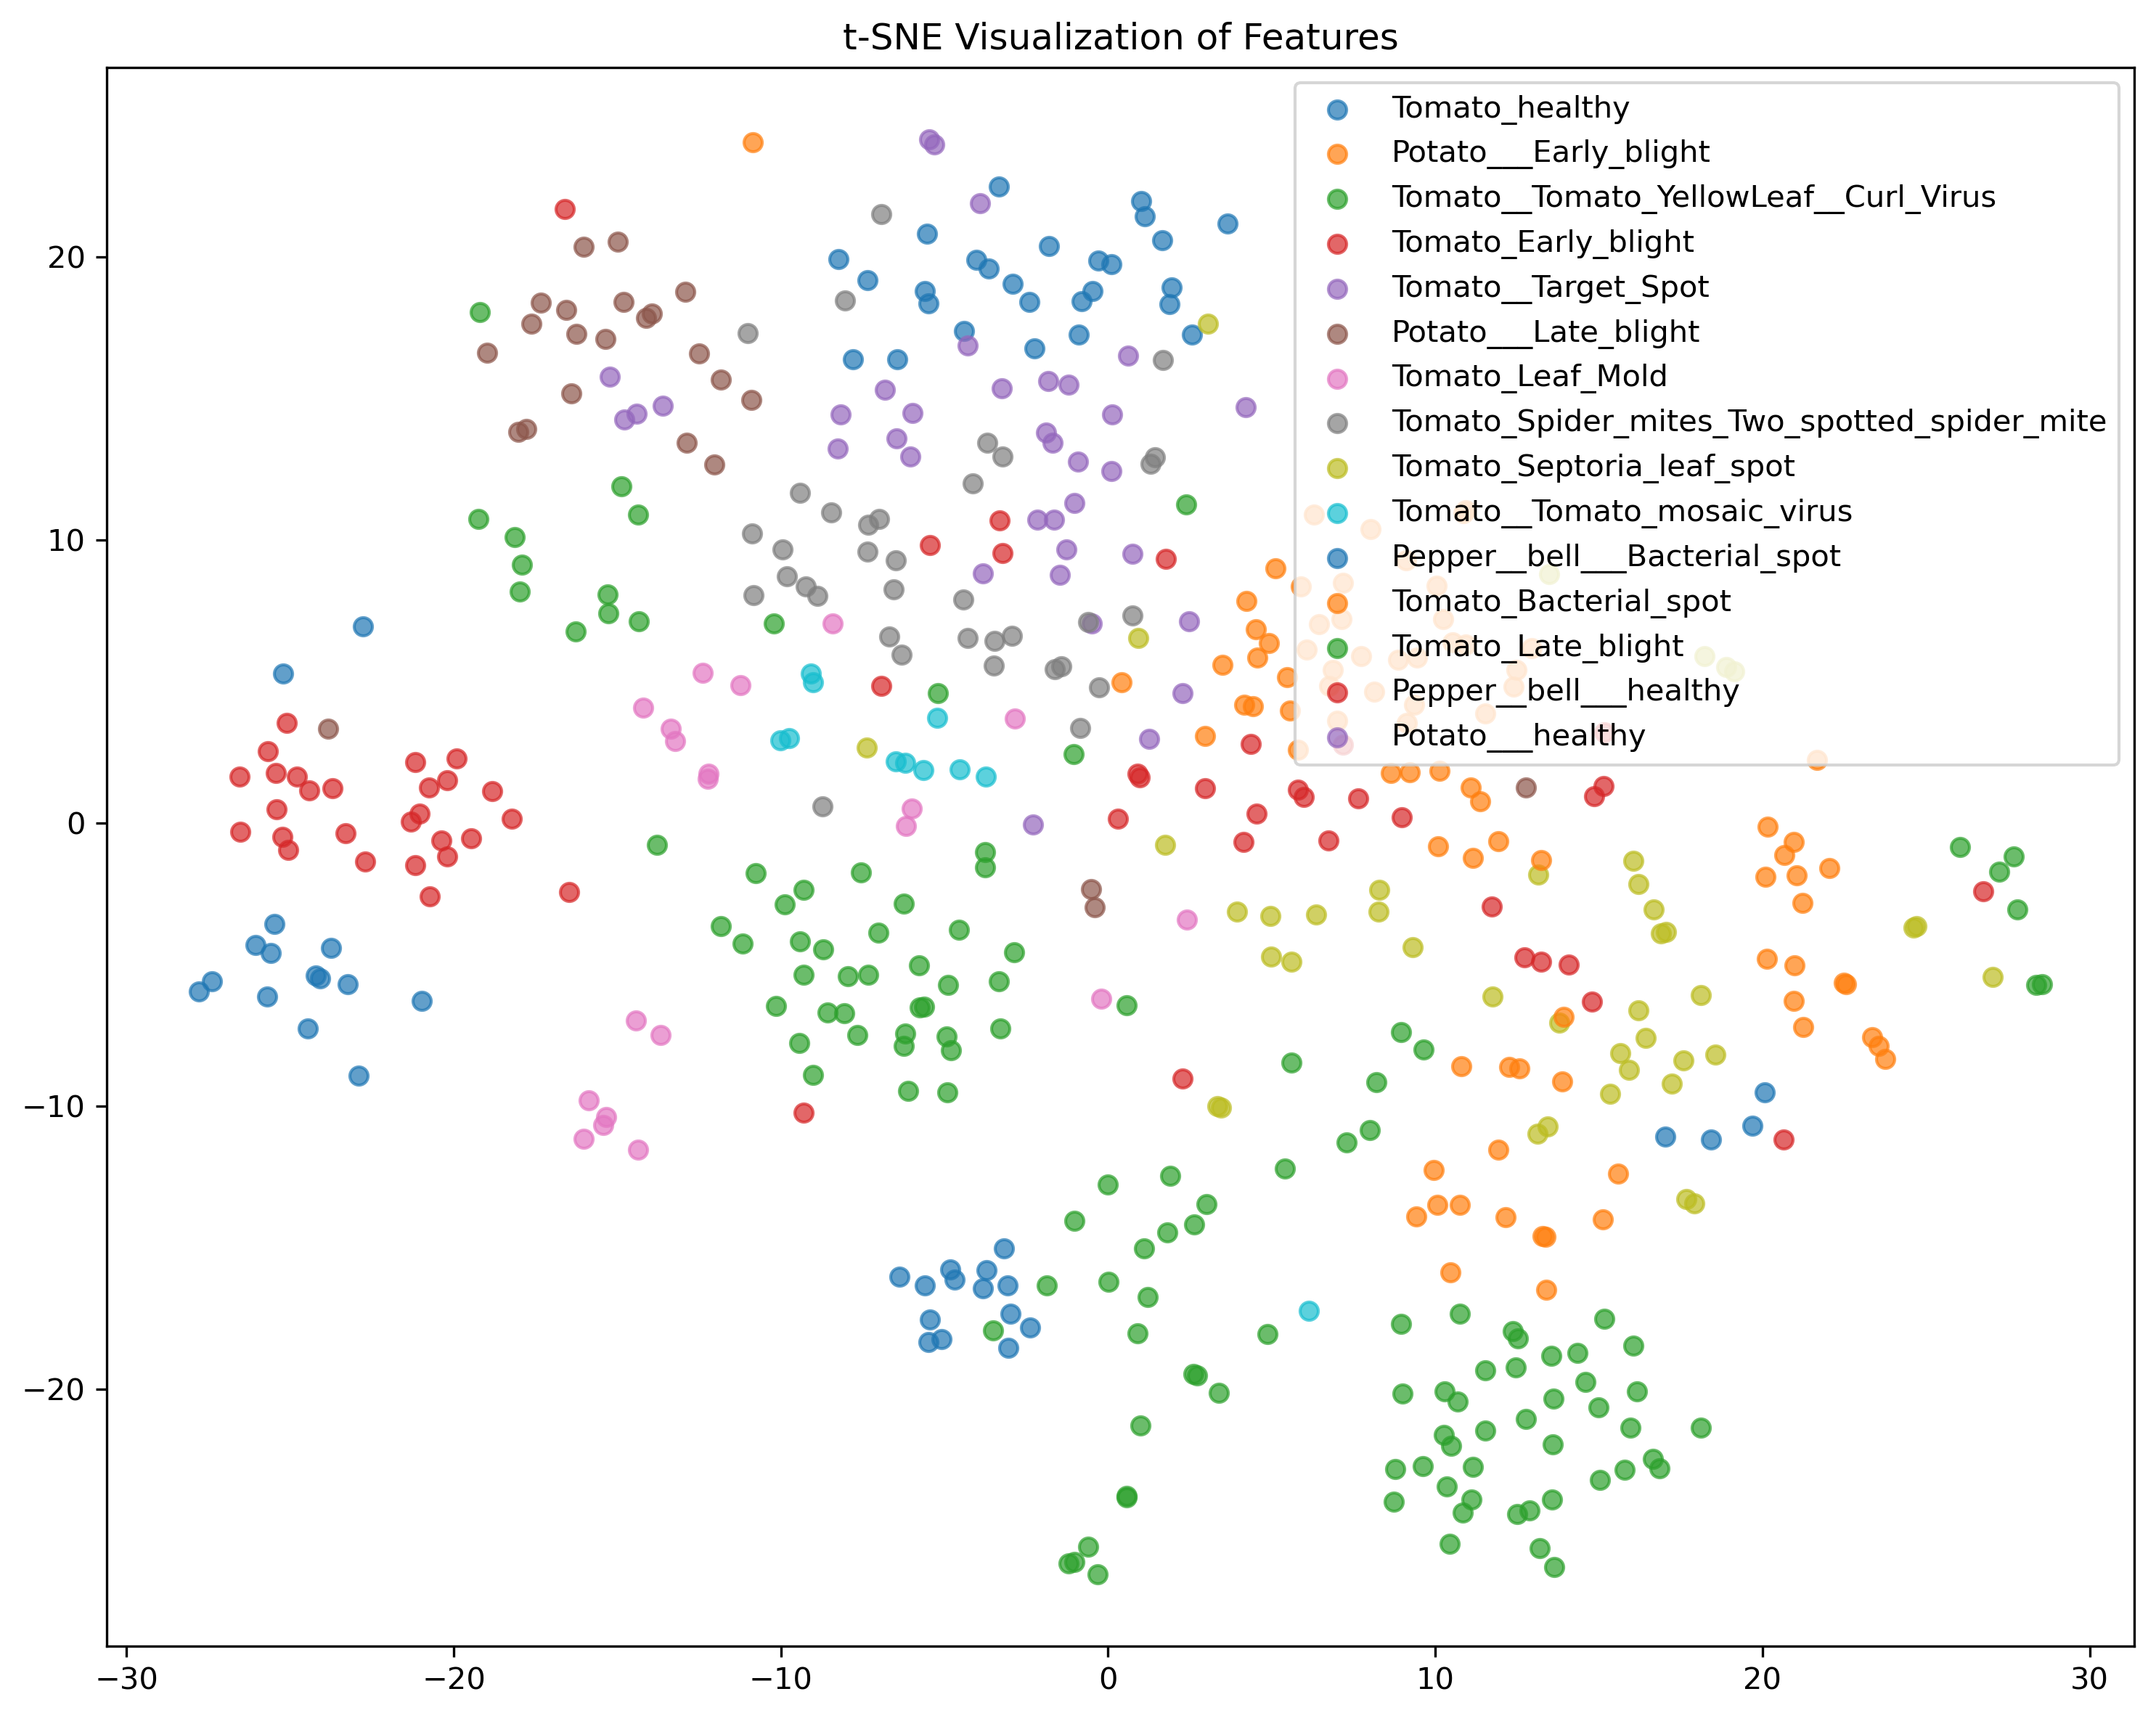 t-SNE Visualization of Features
Tomato_healthy
Potato___Early_blight
Tomato__Tomato_YellowLeaf__Curl_Virus
Tomato_Early_blight
Tomato__Target_Spot
Potato___Late_blight
Tomato_Leaf_Mold
Tomato_Spider_mites_Two_spotted_spider_mite
Tomato_Septoria_leaf_spot
Tomato__Tomato_mosaic_virus
Pepper__bell___Bacterial_spot
Tomato_Bacterial_spot
Tomato_Late_blight
Pepper__bell___healthy
Potato___healthy
20
10
0
−10
−20
−30 −20 −10 0 10 20 30